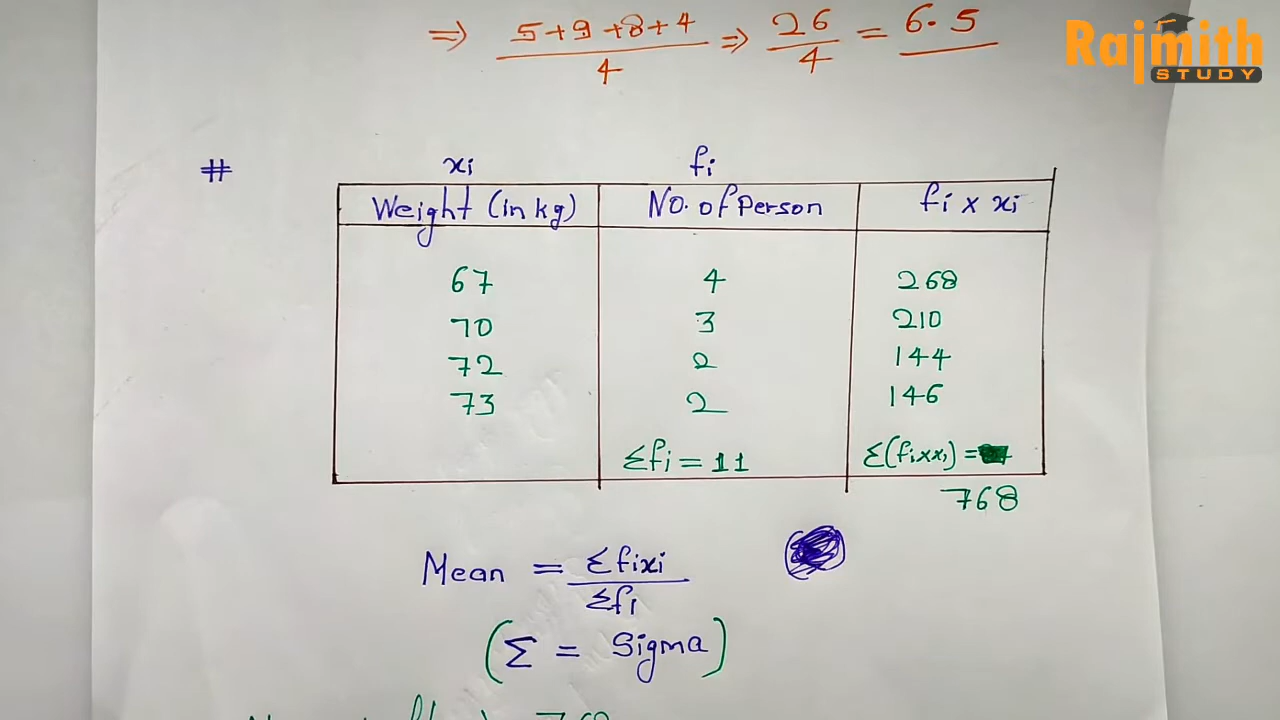 ⇒ 5+9+8+4 / 4 ⇒ 26 / 4 = 6.5
Rajmith
STUDY
# xi fi
Weight (in kg) No. of Person fi x xi
67 4 268
70 3 210
72 2 144
73 2 146
Σfi = 11 Σ(fixxi) =
768
Mean = Σfixi / Σfi
(Σ = Sigma)